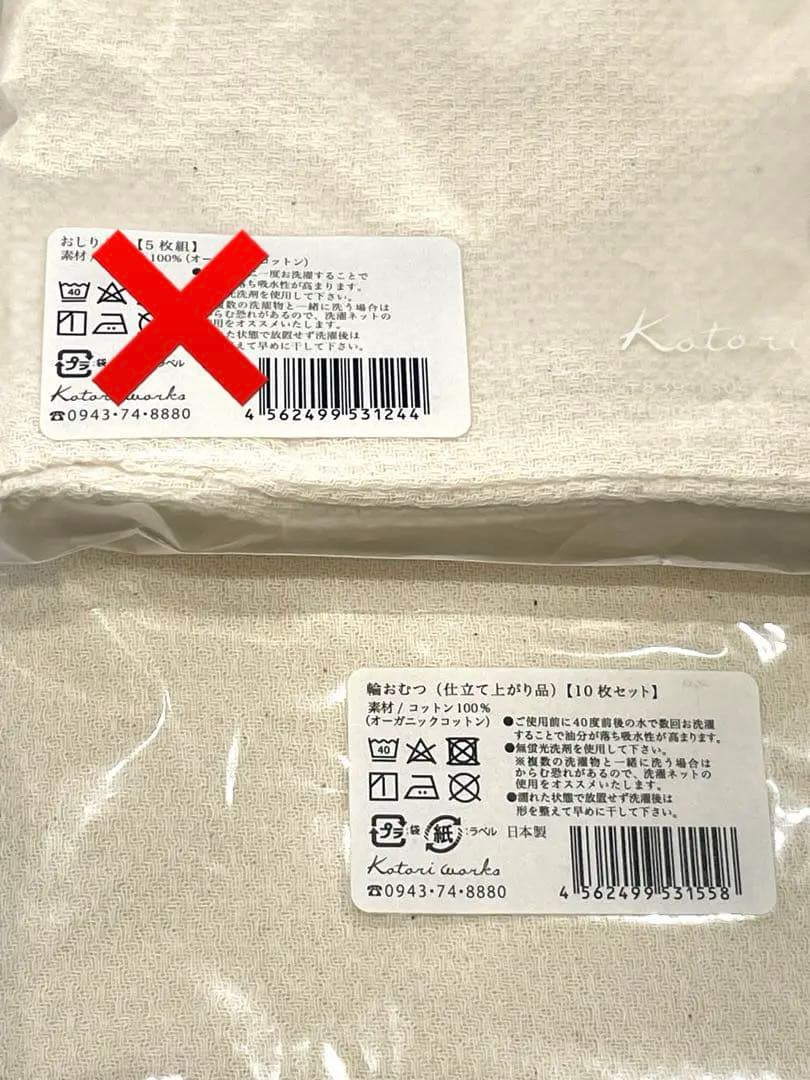 おしり 【5枚組】
素材/ 100%(オー コットン)
に一度お洗濯することで
ち吸水性が高まります。
光洗剤を使用して下さい。
複数の洗濯物と一緒に洗う場合は
らむ恐れがあるので、洗濯ネットの
用をオススメいたします。
た状態で放置せず洗濯後は
整えて早めに干して下さい。
40
プラ :袋 ラベル
Kotori works
☎0943・74・8880
4 562499 531244
Kotori
輪おむつ(仕立て上がり品)【10枚セット】
素材/コットン100%
(オーガニックコットン)
●ご使用前に40度前後の水で数回お洗濯
することで油分が落ち吸水性が高まります。
●無蛍光洗剤を使用して下さい。
※複数の洗濯物と一緒に洗う場合は
からむ恐れがあるので、洗濯ネットの
使用をオススメいたします。
●濡れた状態で放置せず洗濯後は
形を整えて早めに干して下さい。
40
プラ :袋 紙 :ラベル 日本製
Kotori works
☎0943・74・8880
4 562499 531558